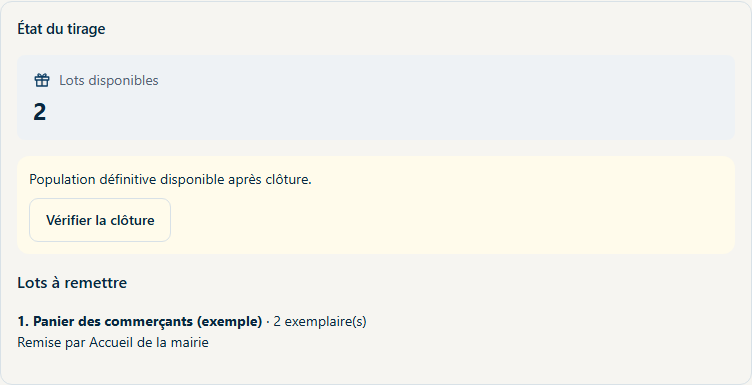 État du tirage
Lots disponibles
2
Population définitive disponible après clôture.
Vérifier la clôture
Lots à remettre
1. Panier des commerçants (exemple) · 2 exemplaire(s)
Remise par Accueil de la mairie